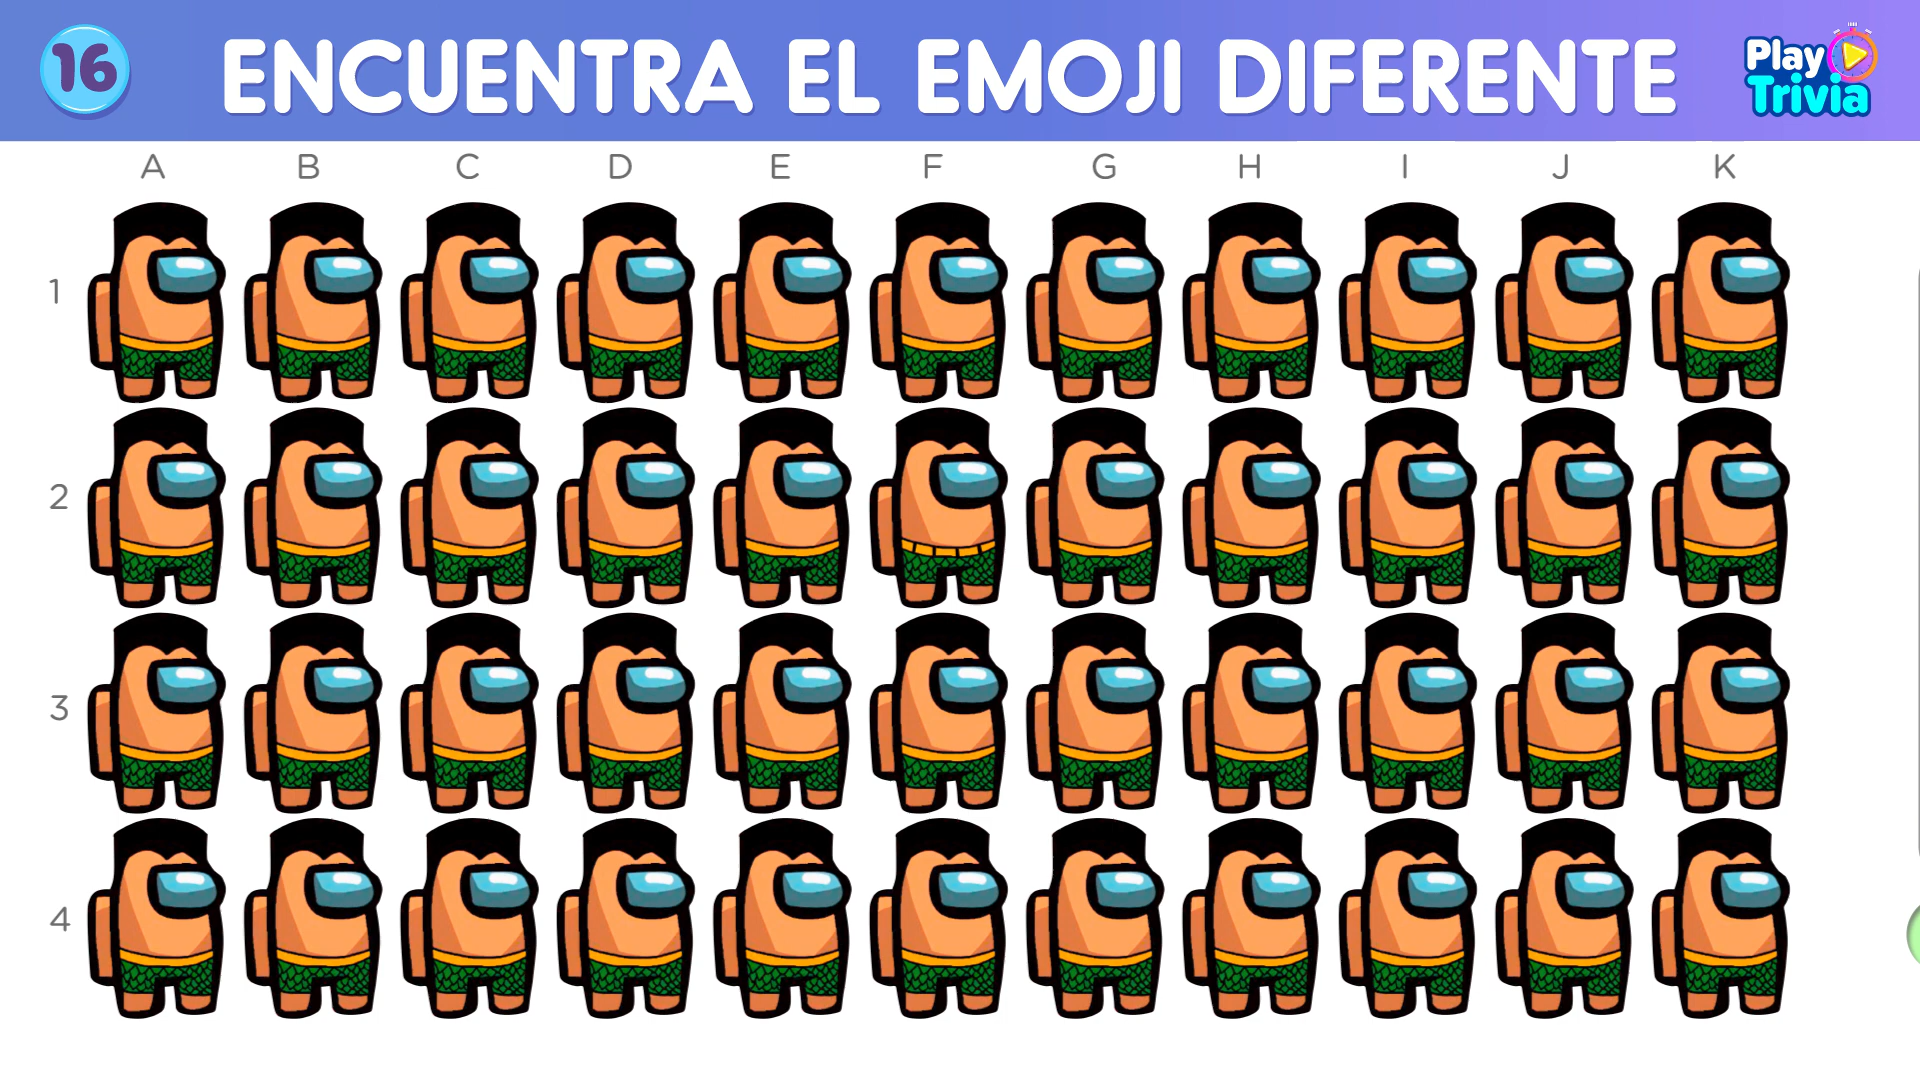 16
ENCUENTRA EL EMOJI DIFERENTE
Play
Trivia
A B C D E F G H I J K
1
2
3
4